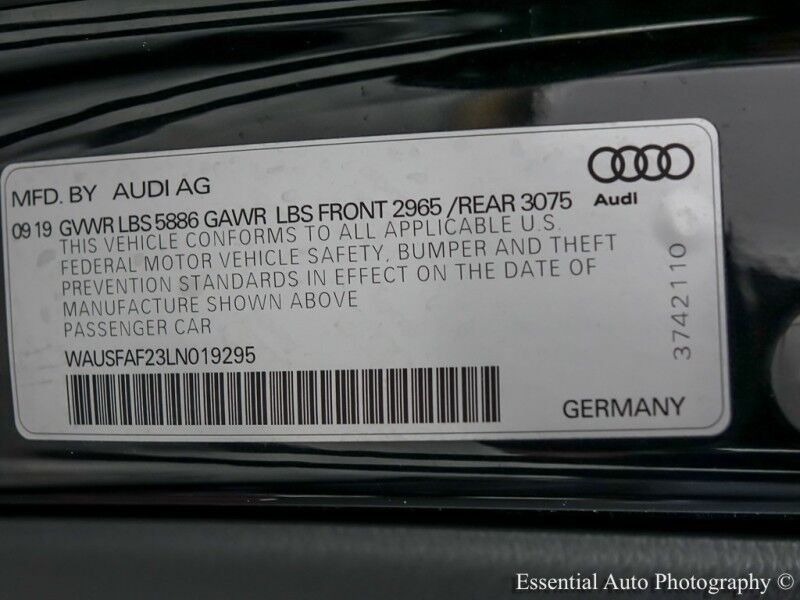 MFD. BY AUDI AG
Audi
09 19 GVWR LBS 5886 GAWR LBS FRONT 2965 /REAR 3075
THIS VEHICLE CONFORMS TO ALL APPLICABLE U.S.
FEDERAL MOTOR VEHICLE SAFETY, BUMPER AND THEFT
PREVENTION STANDARDS IN EFFECT ON THE DATE OF
MANUFACTURE SHOWN ABOVE
PASSENGER CAR
WAUSFAF23LN019295
3742110
GERMANY
Essential Auto Photography ©